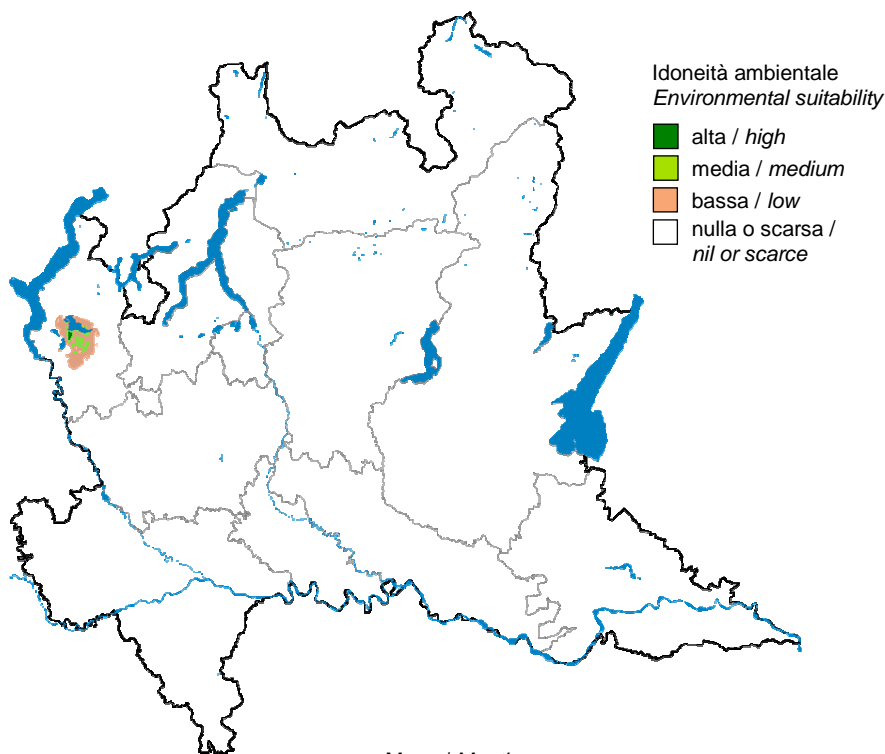 Idoneità ambientale
Environmental suitability
alta / high
media / medium
bassa / low
nulla o scarsa /
nil or scarce